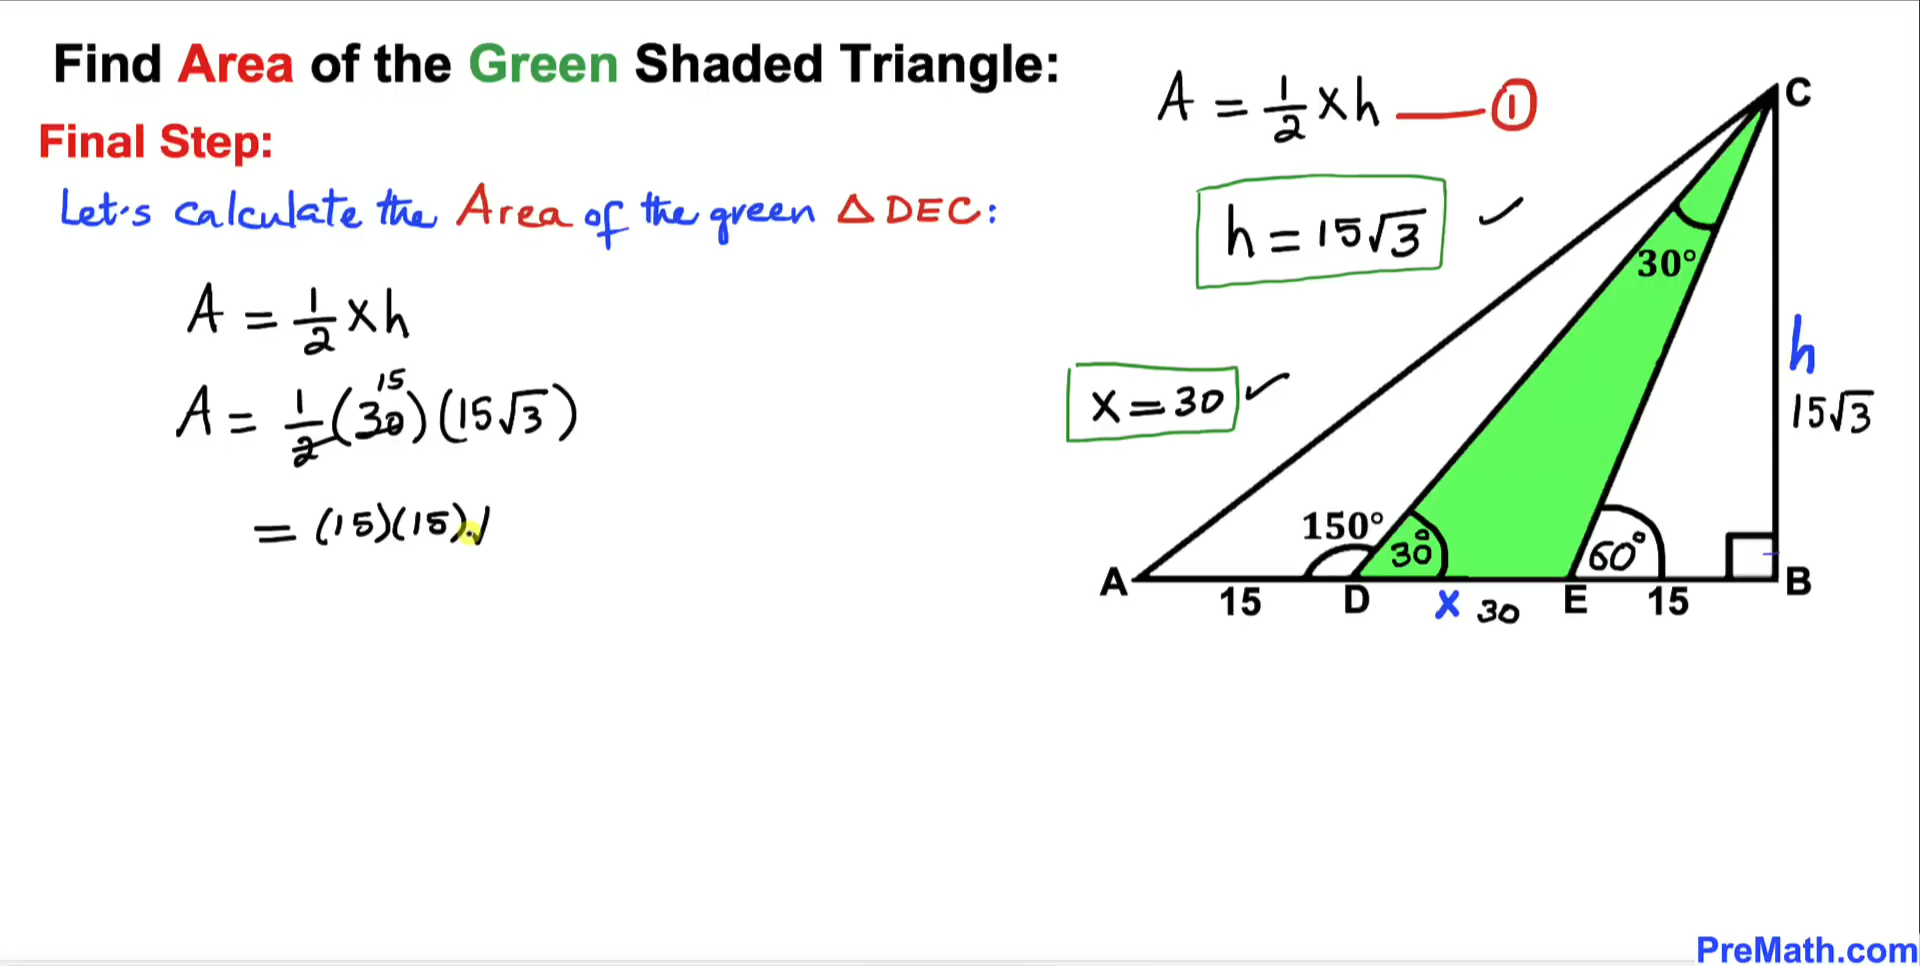 Find Area of the Green Shaded Triangle:
Final Step:
Let's calculate the Area of the green △DEC:
A = 1/2 x h
15
A = 1/2 (30)(15√3)
= (15)(15)√
A = 1/2 x h —— ①
h = 15√3 ✓
x = 30 ✓
C
30°
h
15√3
150°
30°
60°
A
B
15
D
x 30
E
15
PreMath.com